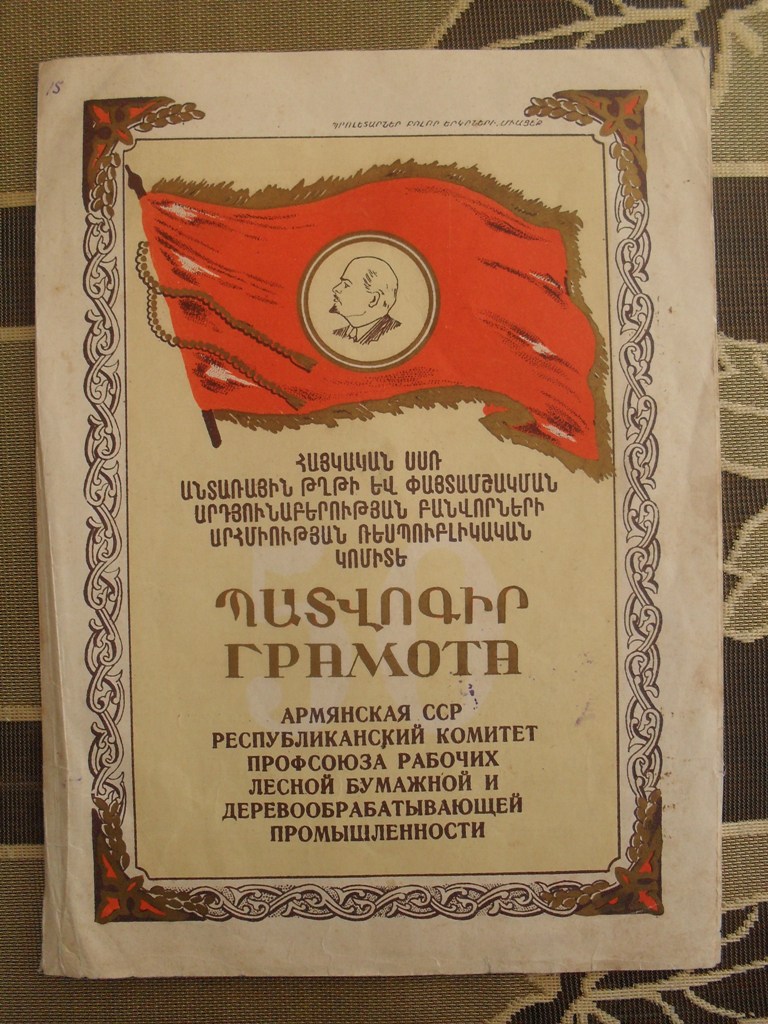 15
ՊՐՈԼԵՏԱՐՆԵՐ ԲՈԼՈՐ ԵՐԿՐՆԵՐԻ, ՄԻԱՑԵՔ
ՀԱՅԿԱԿԱՆ ՍՍՌ
ԱՆՏԱՌԱՅԻՆ ԹՂԹԻ ԵՎ ՓԱՅՏԱՄՇԱԿՄԱՆ
ԱՐԴՅՈՒՆԱԲԵՐՈՒԹՅԱՆ ԲԱՆՎՈՐՆԵՐԻ
ԱՐՀՄԻՈՒԹՅԱՆ ՌԵՍՊՈՒԲԼԻԿԱԿԱՆ
ԿՈՄԻՏԵ
50
ՊԱՏՎՈԳԻՐ
ГРАМОТА
АРМЯНСКАЯ ССР
РЕСПУБЛИКАНСКИЙ КОМИТЕТ
ПРОФСОЮЗА РАБОЧИХ
ЛЕСНОЙ БУМАЖНОЙ И
ДЕРЕВООБРАБАТЫВАЮЩЕЙ
ПРОМЫШЛЕННОСТИ